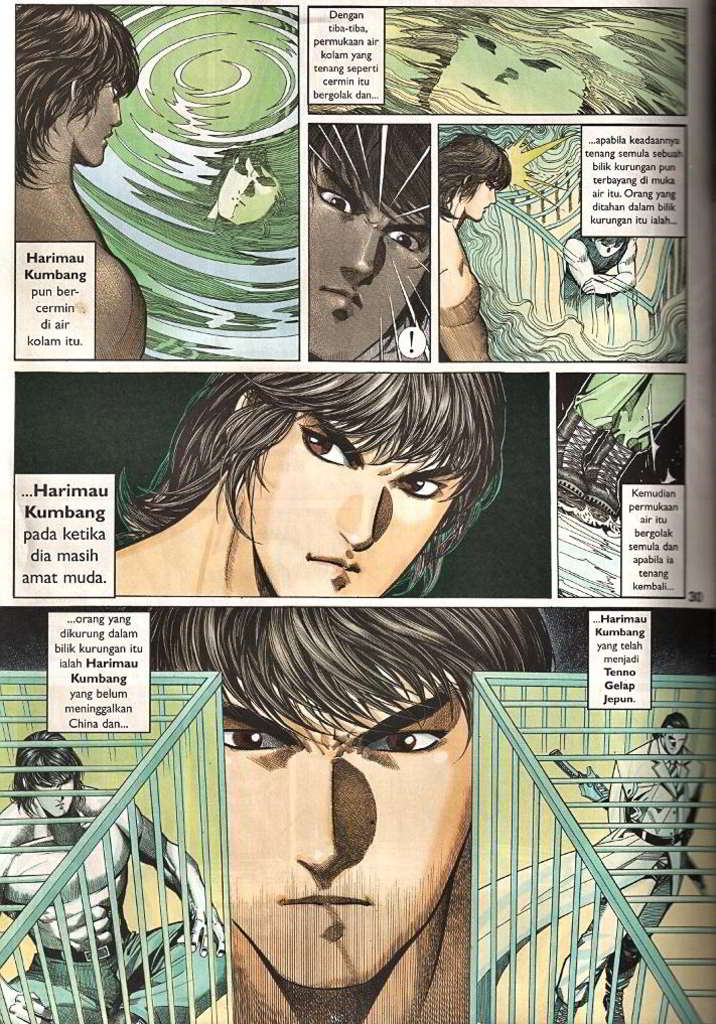 Harimau
Kumbang
pun ber-
cermin
di air
kolam itu.
Dengan
tiba-tiba,
permukaan air
kolam yang
tenang seperti
cermin itu
bergolak dan...
!
...apabila keadaannya
tenang semula sebuah
bilik kurungan pun
terbayang di muka
air itu. Orang yang
ditahan dalam bilik
kurungan itu ialah...
...Harimau
Kumbang
pada ketika
dia masih
amat muda.
Kemudian
permukaan
air itu
bergolak
semula dan
apabila ia
tenang
kembali...
30
...orang yang
dikurung dalam
bilik kurungan itu
ialah Harimau
Kumbang
yang belum
meninggalkan
China dan...
...Harimau
Kumbang
yang telah
menjadi
Tenno
Gelap
Jepun.